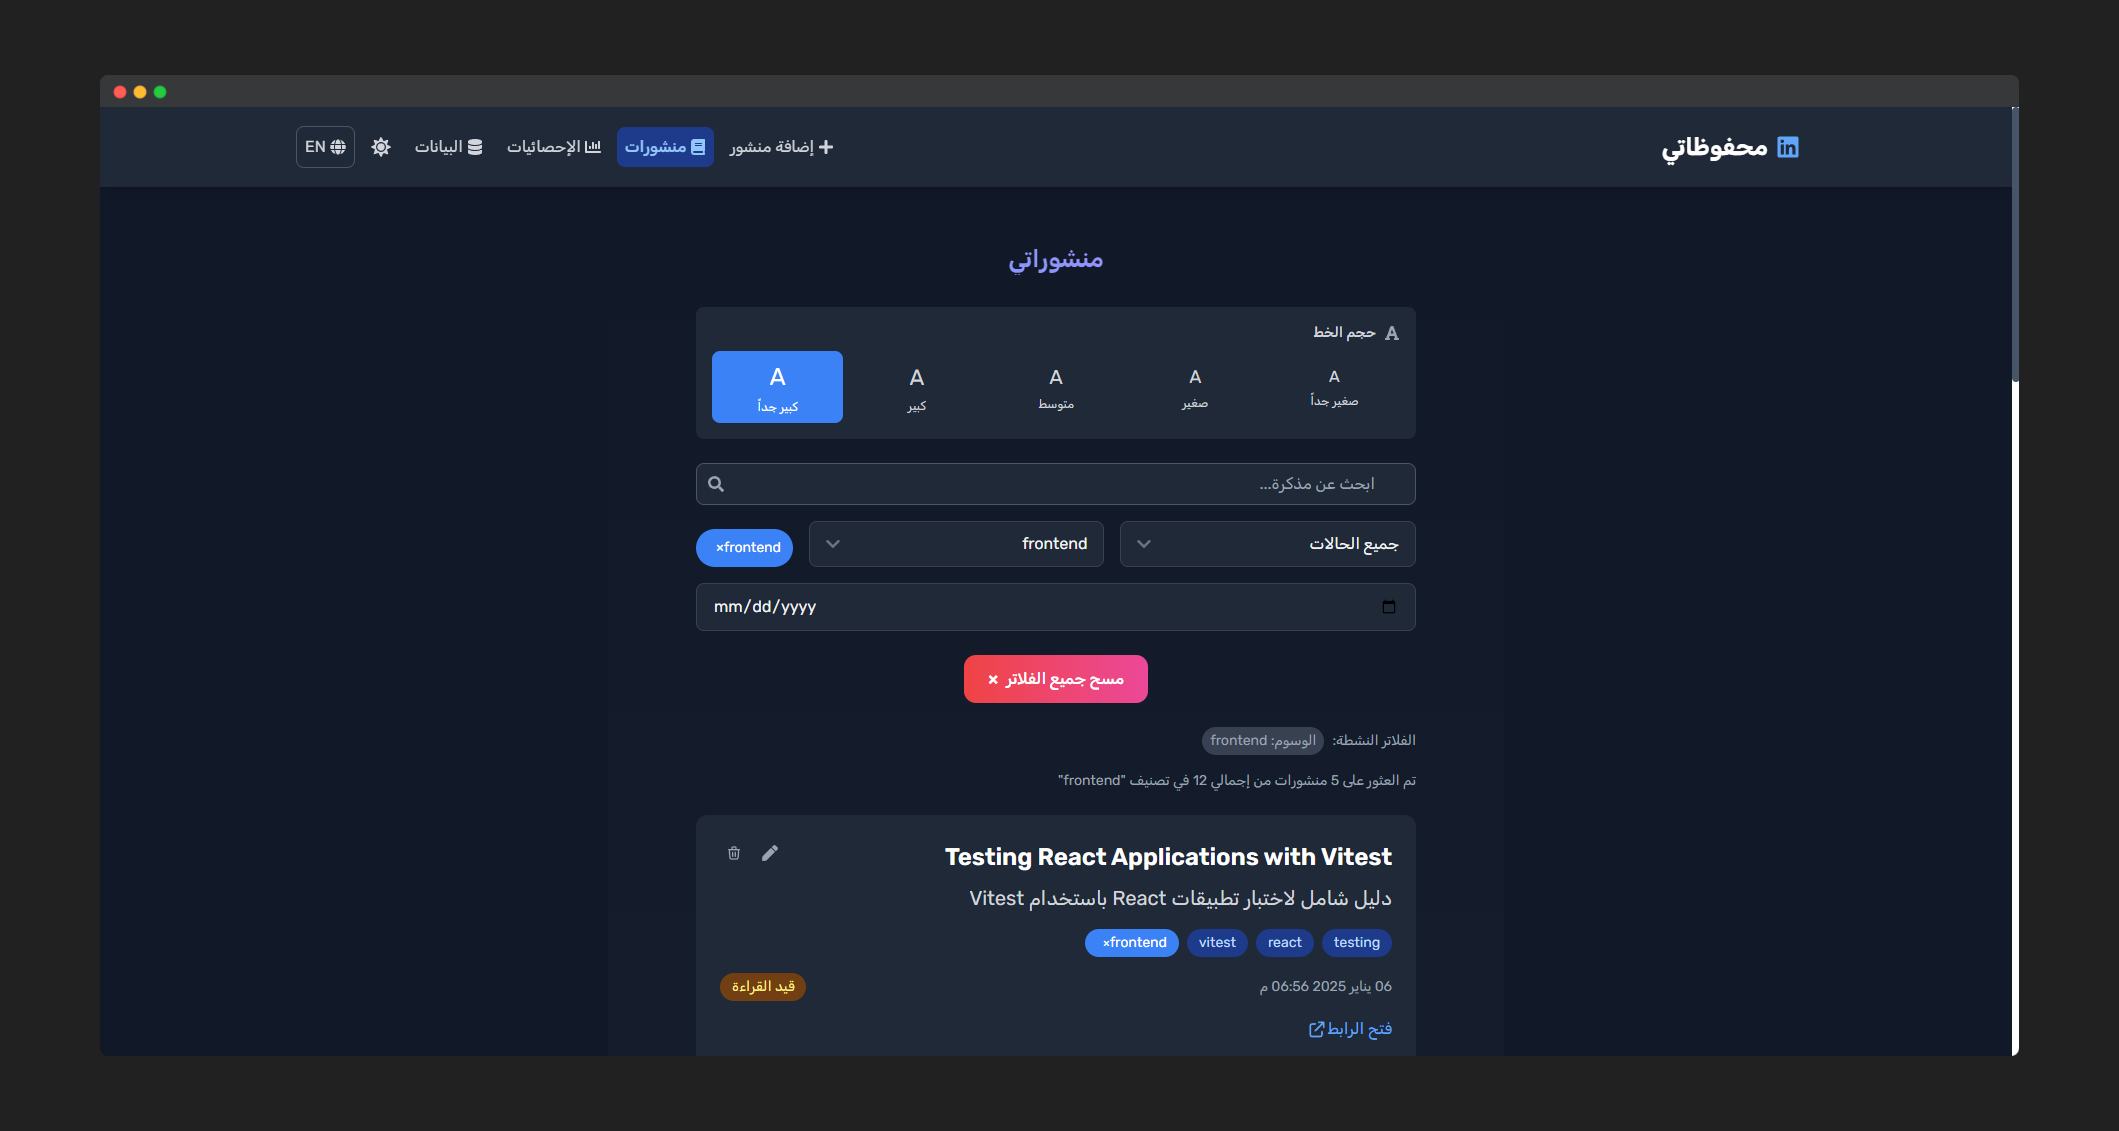 محفوظاتي
إضافة منشور
منشورات
الإحصائيات
البيانات
EN
منشوراتي
حجم الخط
A
صغير جداً
A
صغير
A
متوسط
A
كبير
A
كبير جداً
ابحث عن مذكرة...
جميع الحالات
frontend
frontend×
mm/dd/yyyy
مسح جميع الفلاتر ×
الفلاتر النشطة: الوسوم: frontend
تم العثور على 5 منشورات من إجمالي 12 في تصنيف "frontend"
Testing React Applications with Vitest
دليل شامل لاختبار تطبيقات React باستخدام Vitest
testing react vitest frontend×
06 يناير 2025 06:56 م
قيد القراءة
فتح الرابط